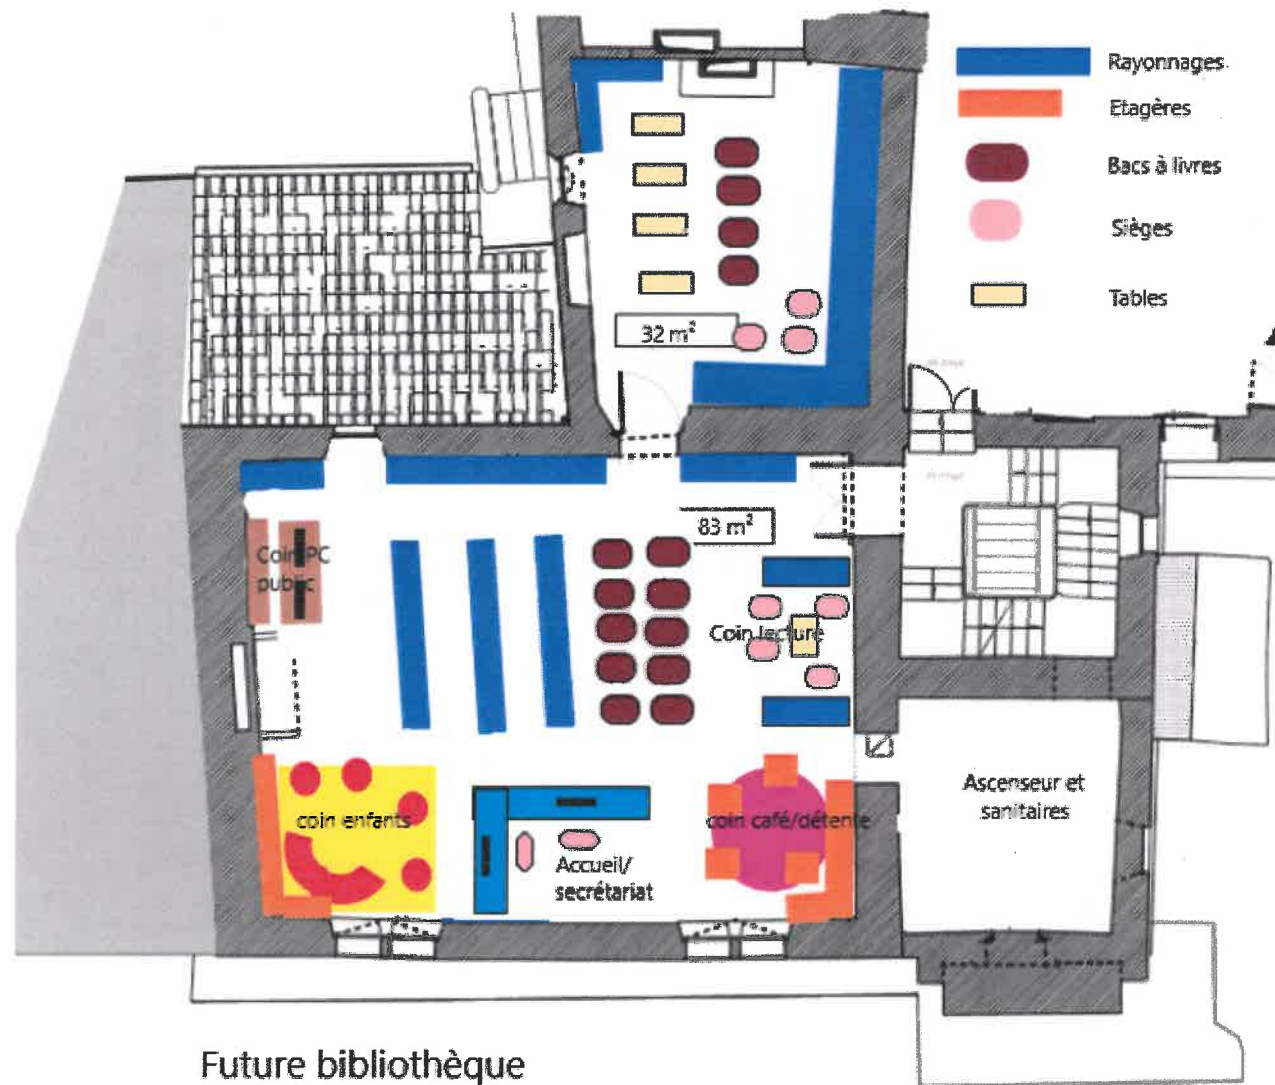 Rayonnages
Etagères
Bacs à livres
Sièges
Tables
32 m²
83 m²
Coin PC
public
Coin lecture
coin enfants
coin café/détente
Accueil/
secrétariat
Ascenseur et
sanitaires
Future bibliothèque